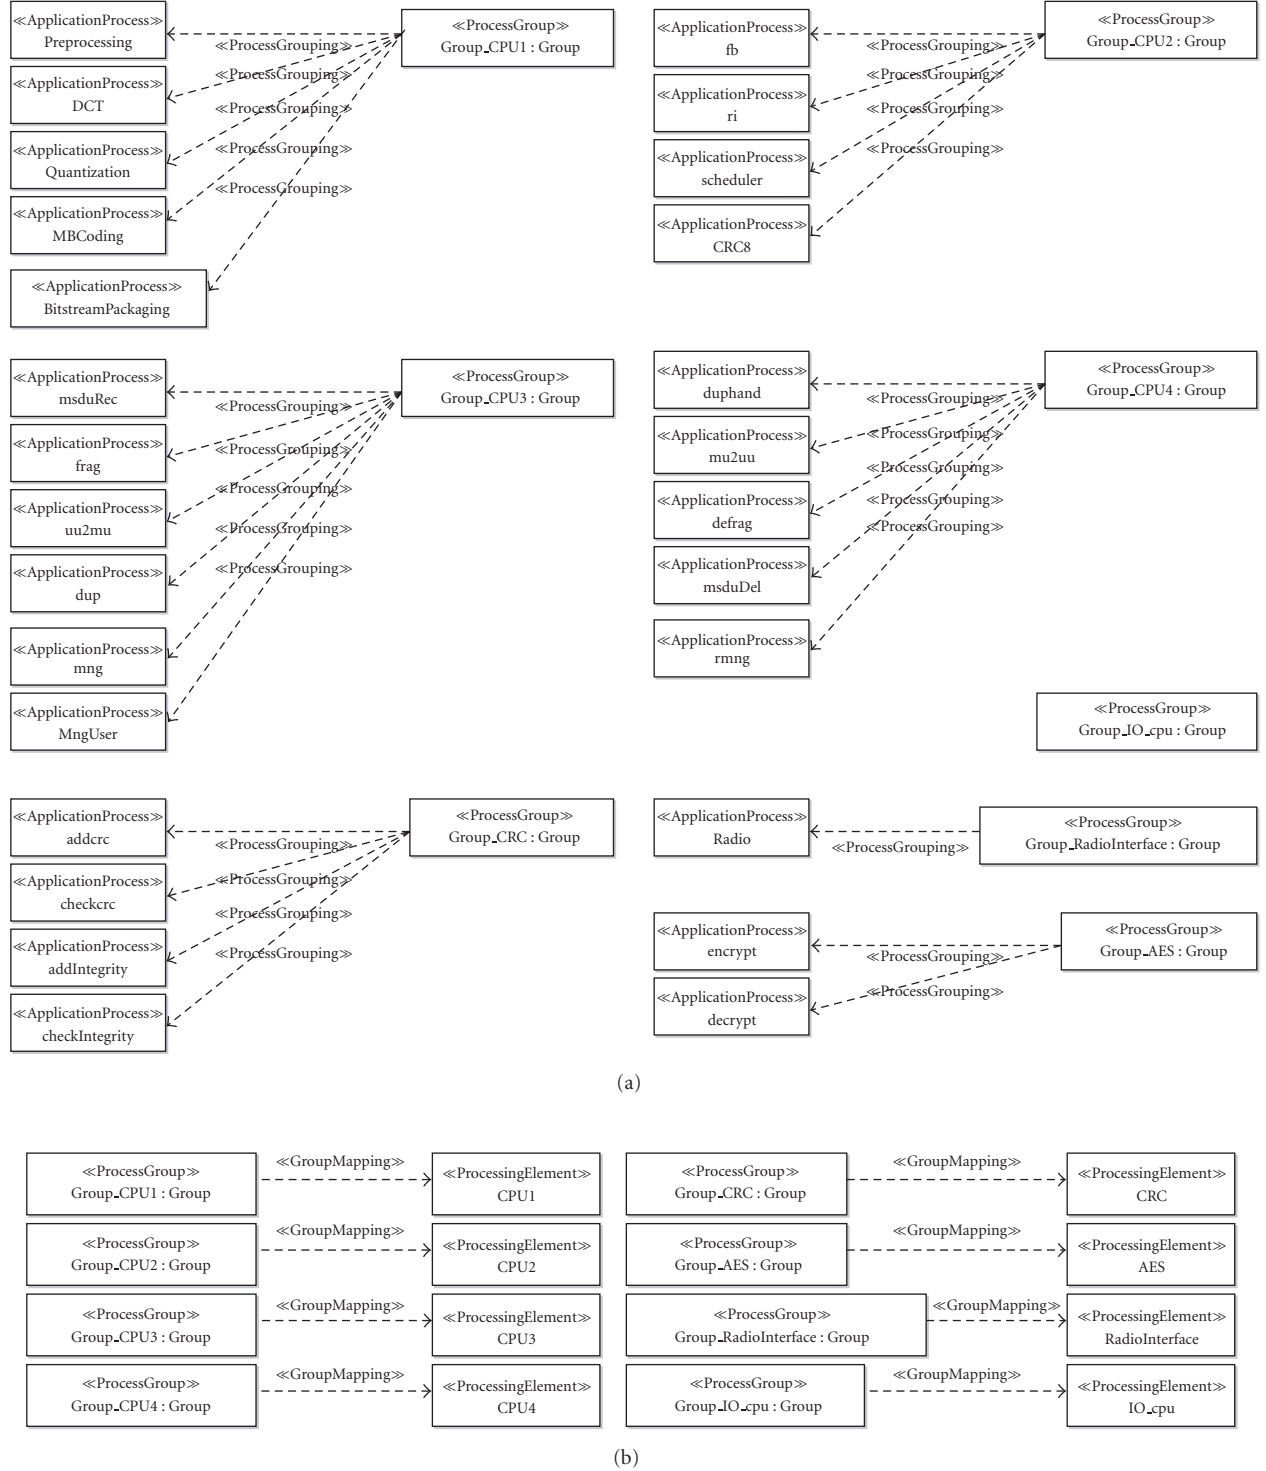 ≪ApplicationProcess≫
Preprocessing
≪ProcessGroup≫
Group_CPU1 : Group
≪ProcessGrouping≫
≪ApplicationProcess≫
DCT
≪ProcessGrouping≫
≪ProcessGrouping≫
≪ApplicationProcess≫
Quantization
≪ProcessGrouping≫
≪ProcessGrouping≫
≪ApplicationProcess≫
MBCoding
≪ApplicationProcess≫
BitstreamPackaging
≪ApplicationProcess≫
fb
≪ProcessGroup≫
Group_CPU2 : Group
≪ProcessGrouping≫
≪ProcessGrouping≫
≪ApplicationProcess≫
ri
≪ProcessGrouping≫
≪ProcessGrouping≫
≪ApplicationProcess≫
scheduler
≪ApplicationProcess≫
CRC8
≪ApplicationProcess≫
msduRec
≪ProcessGroup≫
Group_CPU3 : Group
≪ProcessGrouping≫
≪ApplicationProcess≫
frag
≪ProcessGrouping≫
≪ProcessGrouping≫
≪ApplicationProcess≫
uu2mu
≪ProcessGrouping≫
≪ProcessGrouping≫
≪ApplicationProcess≫
dup
≪ApplicationProcess≫
mng
≪ApplicationProcess≫
MngUser
≪ApplicationProcess≫
duphand
≪ProcessGroup≫
Group_CPU4 : Group
≪ProcessGrouping≫
≪ApplicationProcess≫
mu2uu
≪ProcessGrouping≫
≪ProcessGrouping≫
≪ApplicationProcess≫
defrag
≪ProcessGrouping≫
≪ProcessGrouping≫
≪ApplicationProcess≫
msduDel
≪ApplicationProcess≫
rmng
≪ProcessGroup≫
Group_IO_cpu : Group
≪ApplicationProcess≫
addcrc
≪ProcessGroup≫
Group_CRC : Group
≪ProcessGrouping≫
≪ApplicationProcess≫
checkcrc
≪ProcessGrouping≫
≪ProcessGrouping≫
≪ApplicationProcess≫
addIntegrity
≪ProcessGrouping≫
≪ApplicationProcess≫
checkIntegrity
≪ApplicationProcess≫
Radio
≪ProcessGroup≫
Group_RadioInterface : Group
≪ProcessGrouping≫
≪ApplicationProcess≫
encrypt
≪ProcessGroup≫
Group_AES : Group
≪ProcessGrouping≫
≪ProcessGrouping≫
≪ApplicationProcess≫
decrypt
(a)
≪ProcessGroup≫
Group_CPU1 : Group
≪GroupMapping≫
≪ProcessingElement≫
CPU1
≪ProcessGroup≫
Group_CRC : Group
≪GroupMapping≫
≪ProcessingElement≫
CRC
≪ProcessGroup≫
Group_CPU2 : Group
≪GroupMapping≫
≪ProcessingElement≫
CPU2
≪ProcessGroup≫
Group_AES : Group
≪GroupMapping≫
≪ProcessingElement≫
AES
≪ProcessGroup≫
Group_CPU3 : Group
≪GroupMapping≫
≪ProcessingElement≫
CPU3
≪ProcessGroup≫
Group_RadioInterface : Group
≪GroupMapping≫
≪ProcessingElement≫
RadioInterface
≪ProcessGroup≫
Group_CPU4 : Group
≪GroupMapping≫
≪ProcessingElement≫
CPU4
≪ProcessGroup≫
Group_IO_cpu : Group
≪GroupMapping≫
≪ProcessingElement≫
IO_cpu
(b)